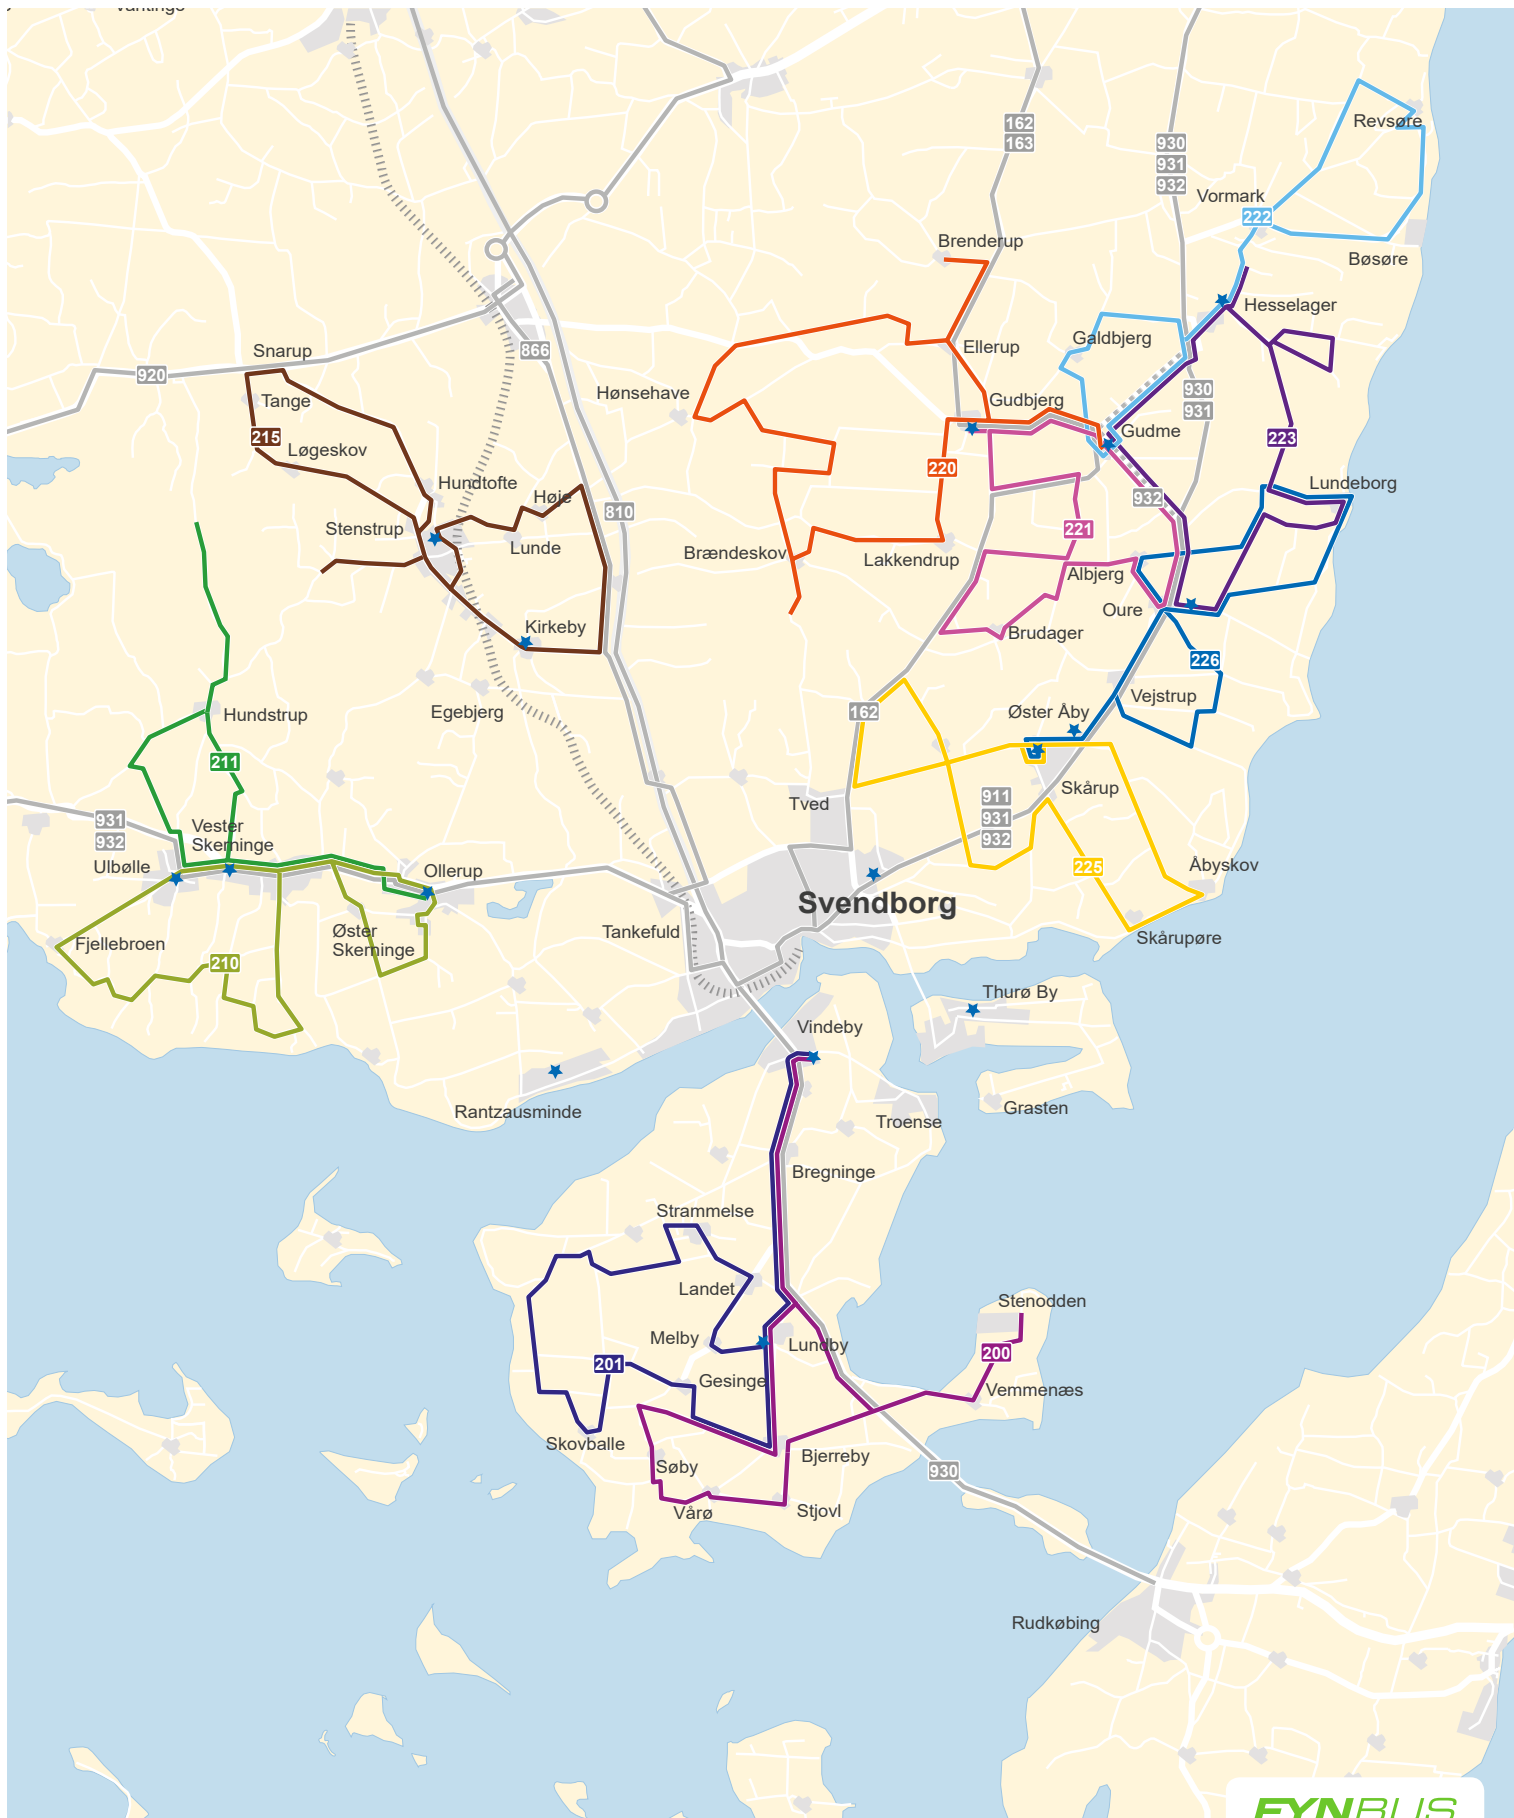 Revsøre
162
163
930
931
932
Vormark
222
Brenderup
Bøsøre
Hesselager
Snarup
866
920
Ellerup
Galdbjerg
Hønsehave
Tange
Gudbjerg
930
931
Gudme
215
Løgeskov
223
220
Hundtofte
Høje
932
Lundeborg
810
Stenstrup
Lunde
221
Brændeskov
Lakkendrup
Albjerg
Oure
Kirkeby
Brudager
226
Hundstrup
Egebjerg
162
Øster Åby
Vejstrup
211
Skårup
911
931
932
Tved
931
932
Vester
Skerninge
Ulbølle
Ollerup
225
Åbyskov
Svendborg
Tankefuld
Øster
Skerninge
Fjellebroen
210
Skårupøre
Thurø By
Vindeby
Rantzausminde
Troense
Grasten
Bregninge
Strammelse
Landet
Stenodden
Melby
Lundby
200
201
Gesinge
Vemmenæs
Skovballe
Søby
Bjerreby
930
Vårø
Stjovl
Rudkøbing
FYNBUS